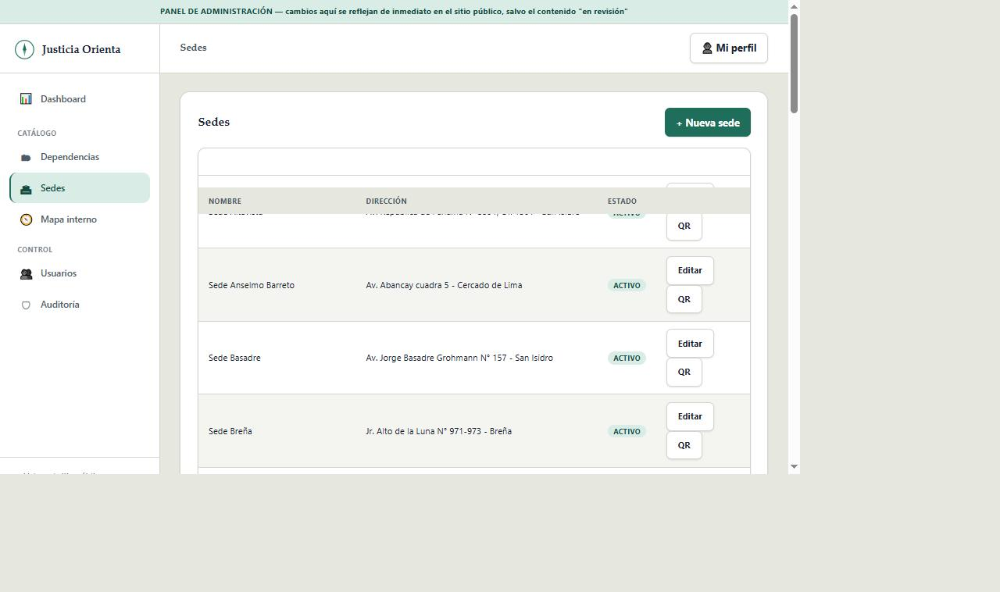 PANEL DE ADMINISTRACIÓN — cambios aquí se reflejan de inmediato en el sitio público, salvo el contenido "en revisión"
Justicia Orienta
Sedes
Mi perfil
Dashboard
CATÁLOGO
Dependencias
Sedes
Mapa interno
CONTROL
Usuarios
Auditoría
Sedes
+ Nueva sede
NOMBRE DIRECCIÓN ESTADO
QR
Sede Anselmo Barreto Av. Abancay cuadra 5 - Cercado de Lima ACTIVO Editar
QR
Sede Basadre Av. Jorge Basadre Grohmann N° 157 - San Isidro ACTIVO Editar
QR
Sede Breña Jr. Alto de la Luna N° 971-973 - Breña ACTIVO Editar
QR